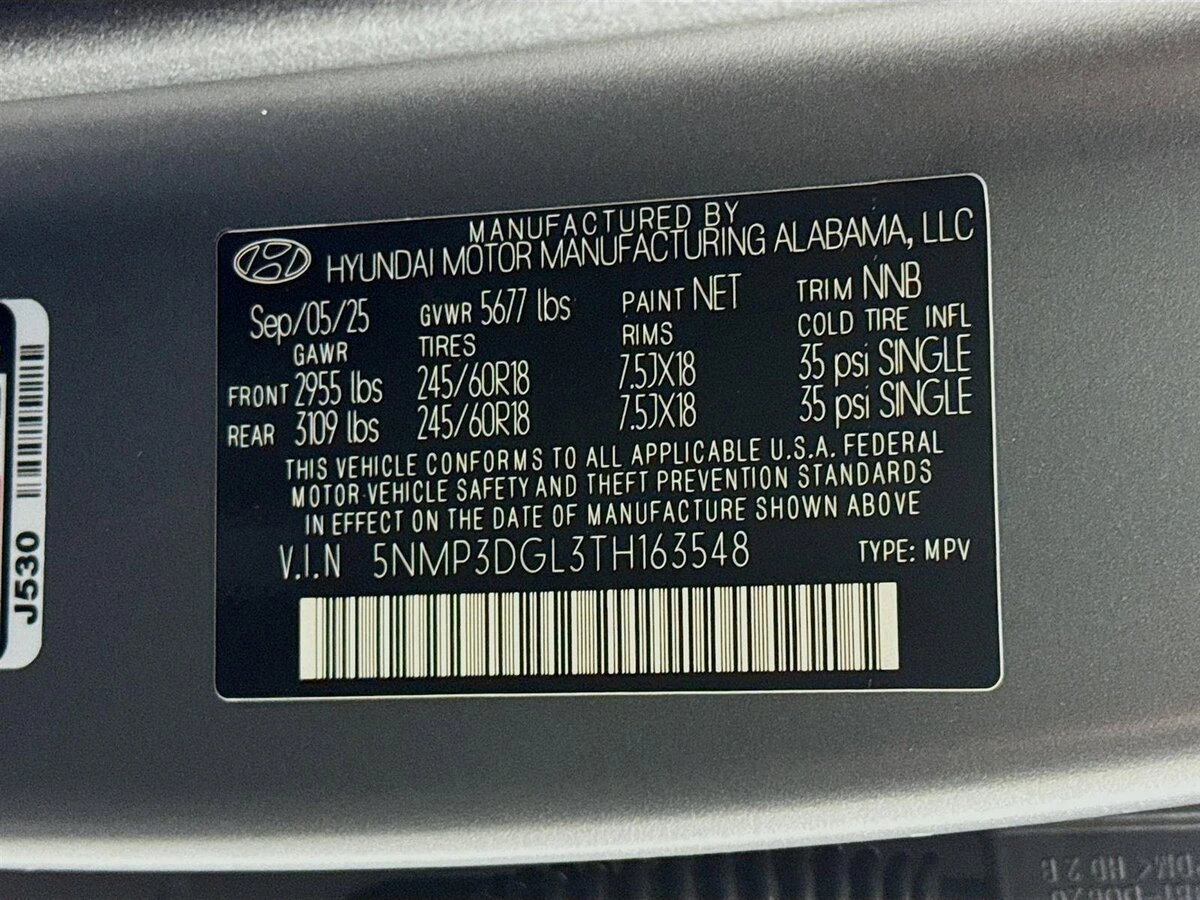 MANUFACTURED BY
HYUNDAI MOTOR MANUFACTURING ALABAMA, LLC
Sep/05/25 GVWR 5677 lbs PAINT NET TRIM NNB
GAWR TIRES RIMS COLD TIRE INFL
FRONT 2955 lbs 245/60R18 7.5JX18 35 psi SINGLE
REAR 3109 lbs 245/60R18 7.5JX18 35 psi SINGLE
THIS VEHICLE CONFORMS TO ALL APPLICABLE U.S.A. FEDERAL
MOTOR-VEHICLE SAFETY AND THEFT PREVENTION STANDARDS
IN EFFECT ON THE DATE OF MANUFACTURE SHOWN ABOVE
V.I.N 5NMP3DGL3TH163548 TYPE: MPV
J530